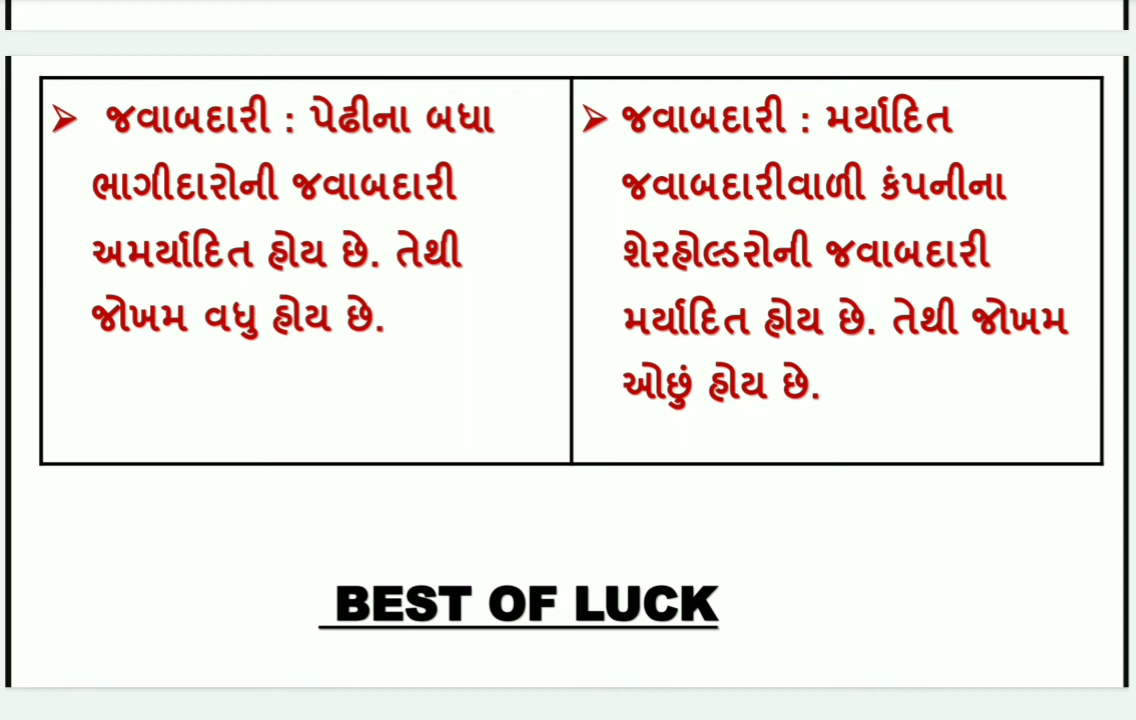 ➢ જવાબદારી : પેઢીના બધા
ભાગીદારોની જવાબદારી
અમર્યાદિત હોય છે. તેથી
જોખમ વધુ હોય છે.
➢ જવાબદારી : મર્યાદિત
જવાબદારીવાળી કંપનીના
શેરહોલ્ડરોની જવાબદારી
મર્યાદિત હોય છે. તેથી જોખમ
ઓછું હોય છે.
BEST OF LUCK